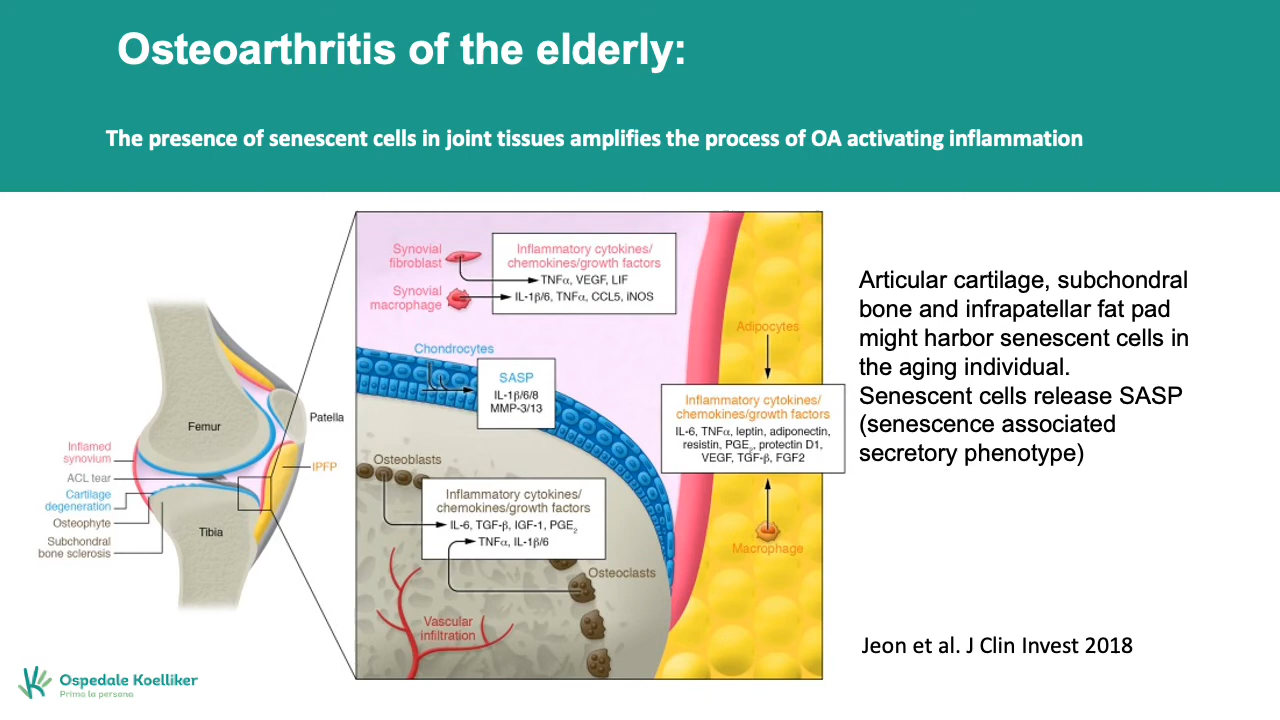 Osteoarthritis of the elderly:
The presence of senescent cells in joint tissues amplifies the process of OA activating inflammation
Femur
Patella
Inflamed
synovium
ACL tear
Cartilage
degeneration
Osteophyte
Subchondral
bone sclerosis
IPFP
Tibia
Synovial
fibroblast
Synovial
macrophage
Inflammatory cytokines/
chemokines/growth factors
TNFα, VEGF, LIF
IL-1β/6, TNFα, CCL5, iNOS
Chondrocytes
SASP
IL-1β/6/8
MMP-3/13
Osteoblasts
Inflammatory cytokines/
chemokines/growth factors
IL-6, TGF-β, IGF-1, PGE₂
TNFα, IL-1β/6
Osteoclasts
Vascular
infiltration
Adipocytes
Inflammatory cytokines/
chemokines/growth factors
IL-6, TNFα, leptin, adiponectin,
resistin, PGE₂, protectin D1,
VEGF, TGF-β, FGF2
Macrophage
Articular cartilage, subchondral
bone and infrapatellar fat pad
might harbor senescent cells in
the aging individual.
Senescent cells release SASP
(senescence associated
secretory phenotype)
Jeon et al. J Clin Invest 2018
Ospedale Koelliker
Prima la persona